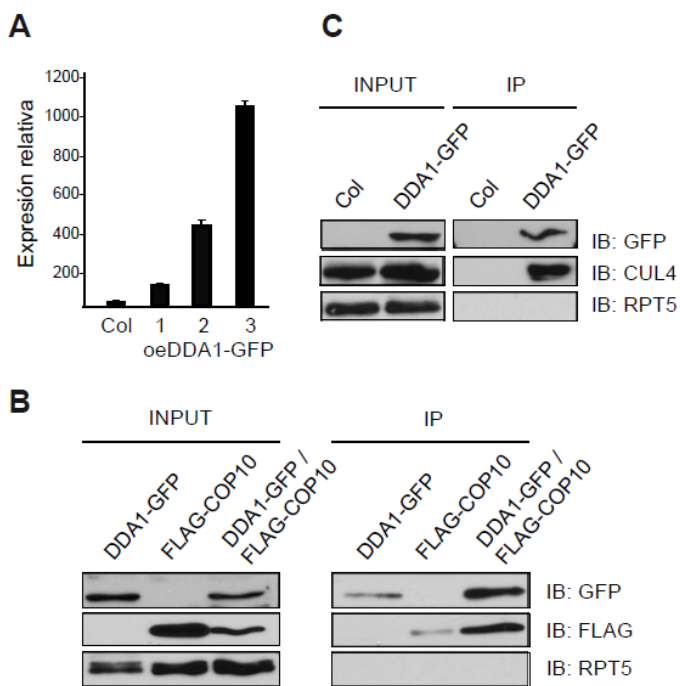 A
Expresión relativa
1200
1000
800
600
400
200
Col 1 2 3
oeDDA1-GFP
C
INPUT IP
Col DDA1-GFP Col DDA1-GFP
IB: GFP
IB: CUL4
IB: RPT5
B
INPUT IP
DDA1-GFP FLAG-COP10 DDA1-GFP / FLAG-COP10 DDA1-GFP FLAG-COP10 DDA1-GFP / FLAG-COP10
IB: GFP
IB: FLAG
IB: RPT5